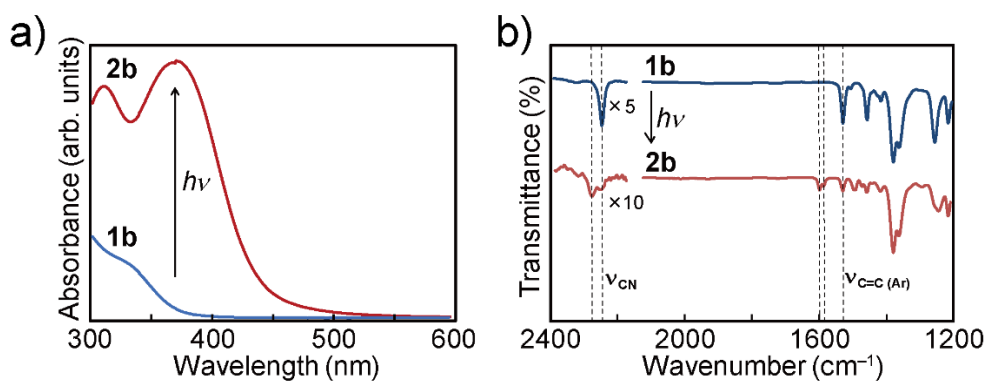 a)
Absorbance (arb. units)
2b
hν
1b
300
400
500
600
Wavelength (nm)
b)
Transmittance (%)
1b
×5
hν
2b
×10
νCN
νC=C (Ar)
2400
2000
1600
1200
Wavenumber (cm⁻¹)